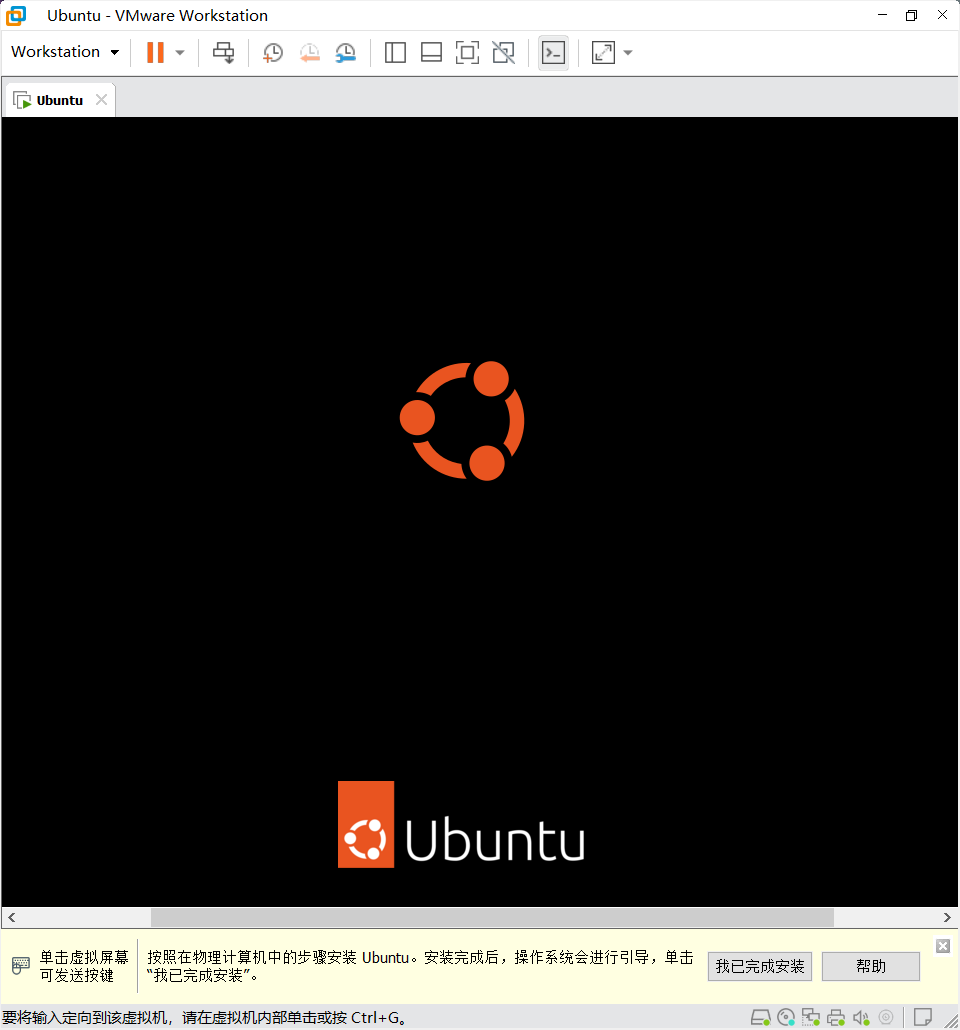 Ubuntu - VMware Workstation
Workstation
Ubuntu
Ubuntu
单击虚拟屏幕
可发送按键
按照在物理计算机中的步骤安装 Ubuntu。安装完成后，操作系统会进行引导，单击
“我已完成安装”。
我已完成安装
帮助
要将输入定向到该虚拟机，请在虚拟机内部单击或按 Ctrl+G。